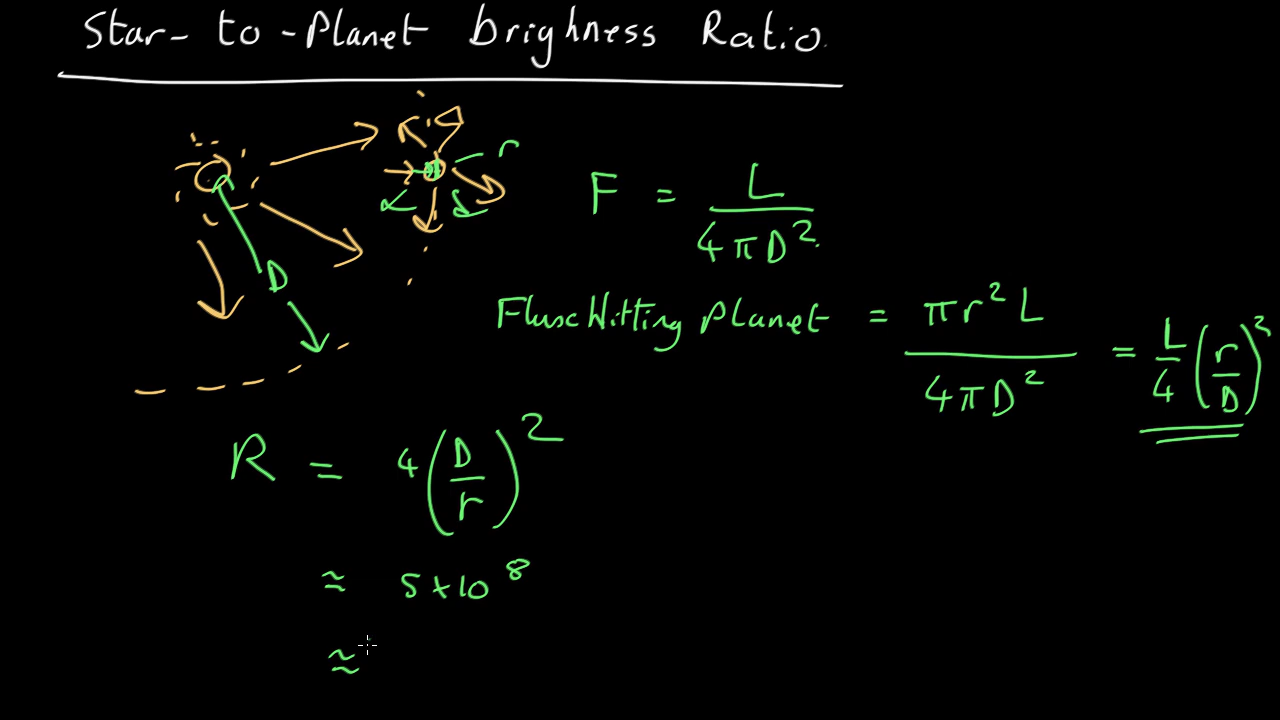 Star-to-Planet Brighness Ratio.
r
α d
D
F = L / 4πD²
Flux Hitting Planet = πr²L / 4πD² = L/4 (r/D)²
R = 4(D/r)²
≈ 5×10⁸
≈